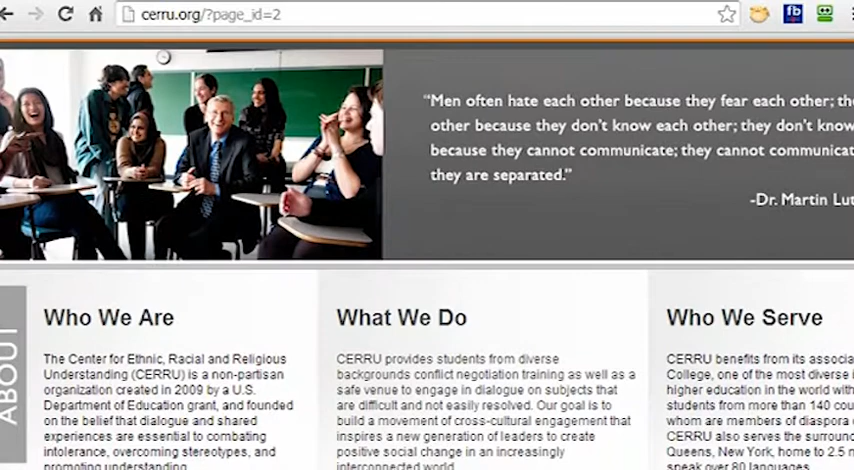 cerru.org/?page_id=2
fb
"Men often hate each other because they fear each other; the
other because they don't know each other; they don't know
because they cannot communicate; they cannot communicat
they are separated."
-Dr. Martin Lut
ABOUT
Who We Are
The Center for Ethnic, Racial and Religious
Understanding (CERRU) is a non-partisan
organization created in 2009 by a U.S.
Department of Education grant, and founded
on the belief that dialogue and shared
experiences are essential to combating
intolerance, overcoming stereotypes, and
promoting understanding.
What We Do
CERRU provides students from diverse
backgrounds conflict negotiation training as well as a
safe venue to engage in dialogue on subjects that
are difficult and not easily resolved. Our goal is to
build a movement of cross-cultural engagement that
inspires a new generation of leaders to create
positive social change in an increasingly
interconnected world.
Who We Serve
CERRU benefits from its associa
College, one of the most diverse i
higher education in the world with
students from more than 140 cou
whom are members of diaspora c
CERRU also serves the surround
Queens, New York, home to 2.5 n
speak over 80 languages.